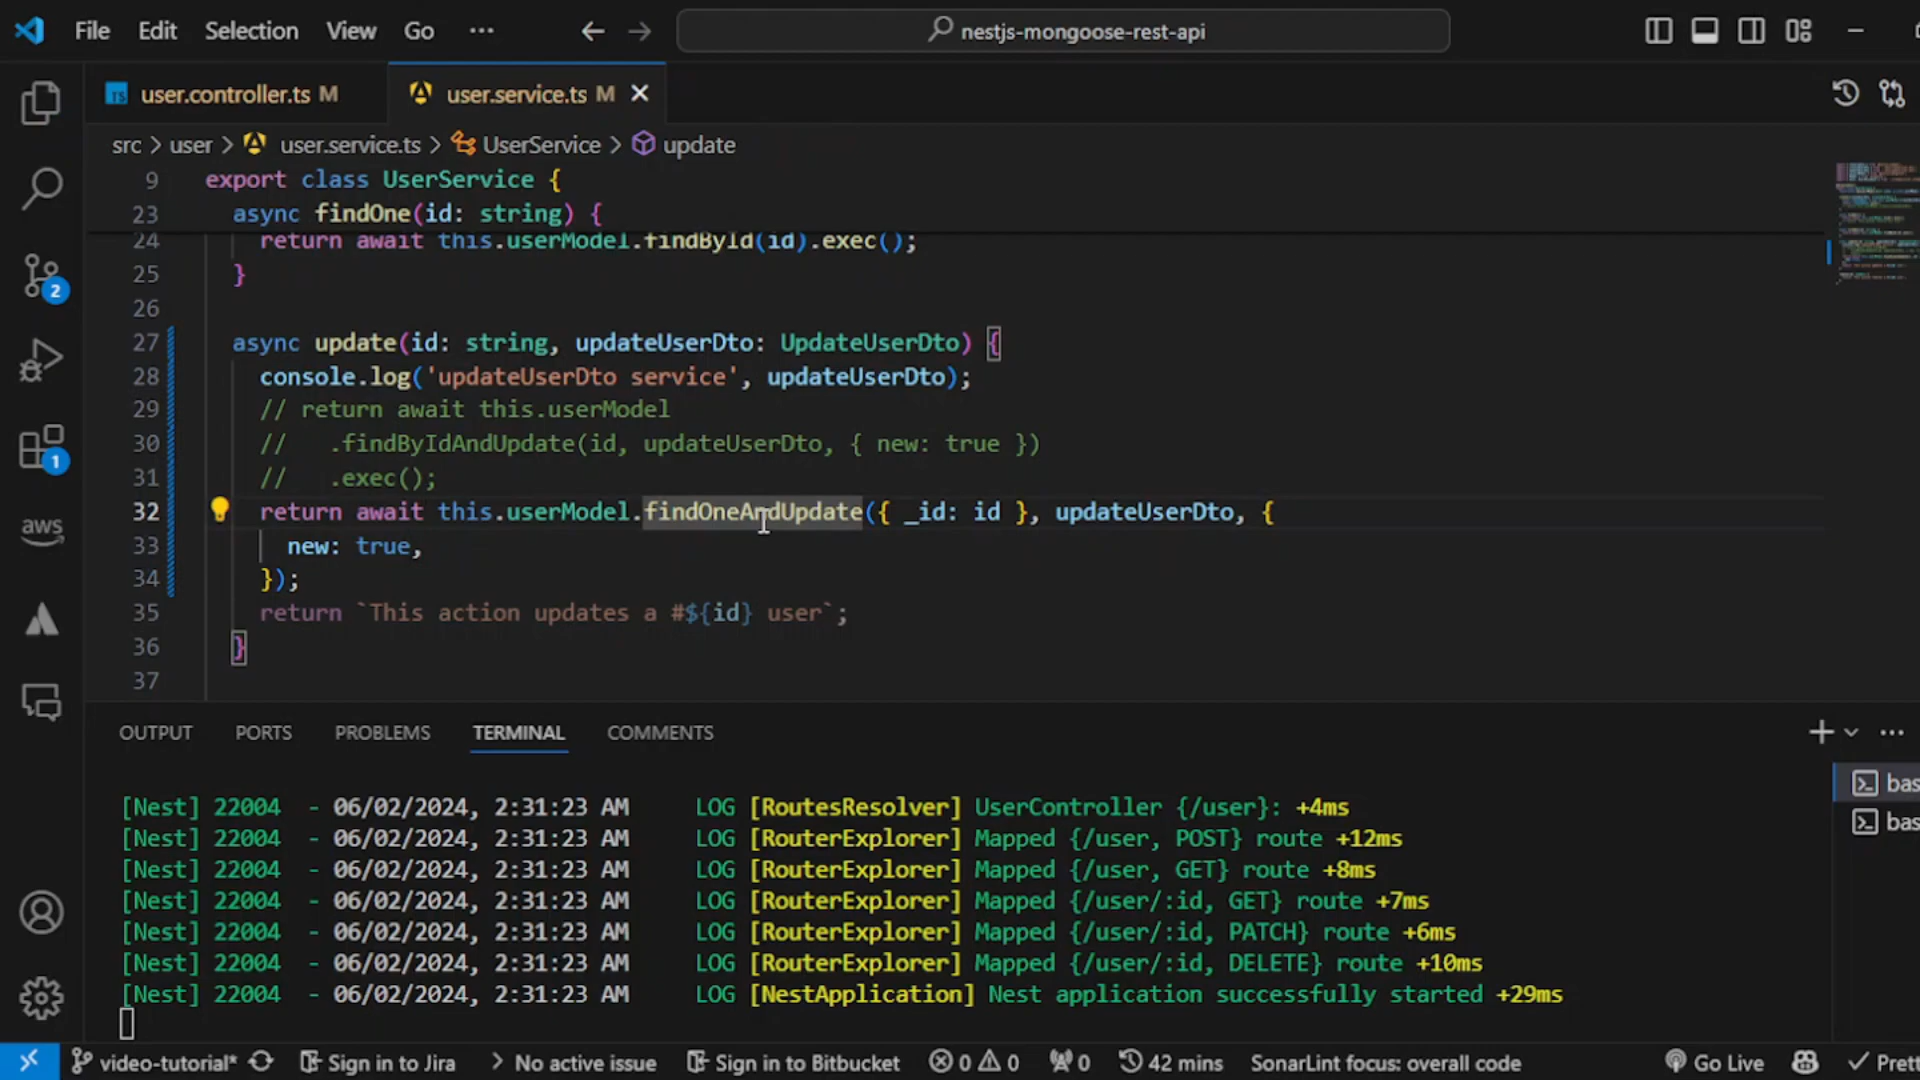 File Edit Selection View Go ··· nestjs-mongoose-rest-api
TS user.controller.ts M user.service.ts M
src > user > user.service.ts > UserService > update
9 export class UserService {
23 async findOne(id: string) {
24 return await this.userModel.findById(id).exec();
25 }
26
27 async update(id: string, updateUserDto: UpdateUserDto) {
28 console.log('updateUserDto service', updateUserDto);
29 // return await this.userModel
30 // .findByIdAndUpdate(id, updateUserDto, { new: true })
31 // .exec();
32 return await this.userModel.findOneAndUpdate({ _id: id }, updateUserDto, {
33 new: true,
34 });
35 return `This action updates a #${id} user`;
36 }
37
2
1
aws
OUTPUT PORTS PROBLEMS TERMINAL COMMENTS
[Nest] 22004 - 06/02/2024, 2:31:23 AM LOG [RoutesResolver] UserController {/user}: +4ms
[Nest] 22004 - 06/02/2024, 2:31:23 AM LOG [RouterExplorer] Mapped {/user, POST} route +12ms
[Nest] 22004 - 06/02/2024, 2:31:23 AM LOG [RouterExplorer] Mapped {/user, GET} route +8ms
[Nest] 22004 - 06/02/2024, 2:31:23 AM LOG [RouterExplorer] Mapped {/user/:id, GET} route +7ms
[Nest] 22004 - 06/02/2024, 2:31:23 AM LOG [RouterExplorer] Mapped {/user/:id, PATCH} route +6ms
[Nest] 22004 - 06/02/2024, 2:31:23 AM LOG [RouterExplorer] Mapped {/user/:id, DELETE} route +10ms
[Nest] 22004 - 06/02/2024, 2:31:23 AM LOG [NestApplication] Nest application successfully started +29ms
bas
bas
video-tutorial* Sign in to Jira No active issue Sign in to Bitbucket 0 0 0 42 mins SonarLint focus: overall code Go Live Prett